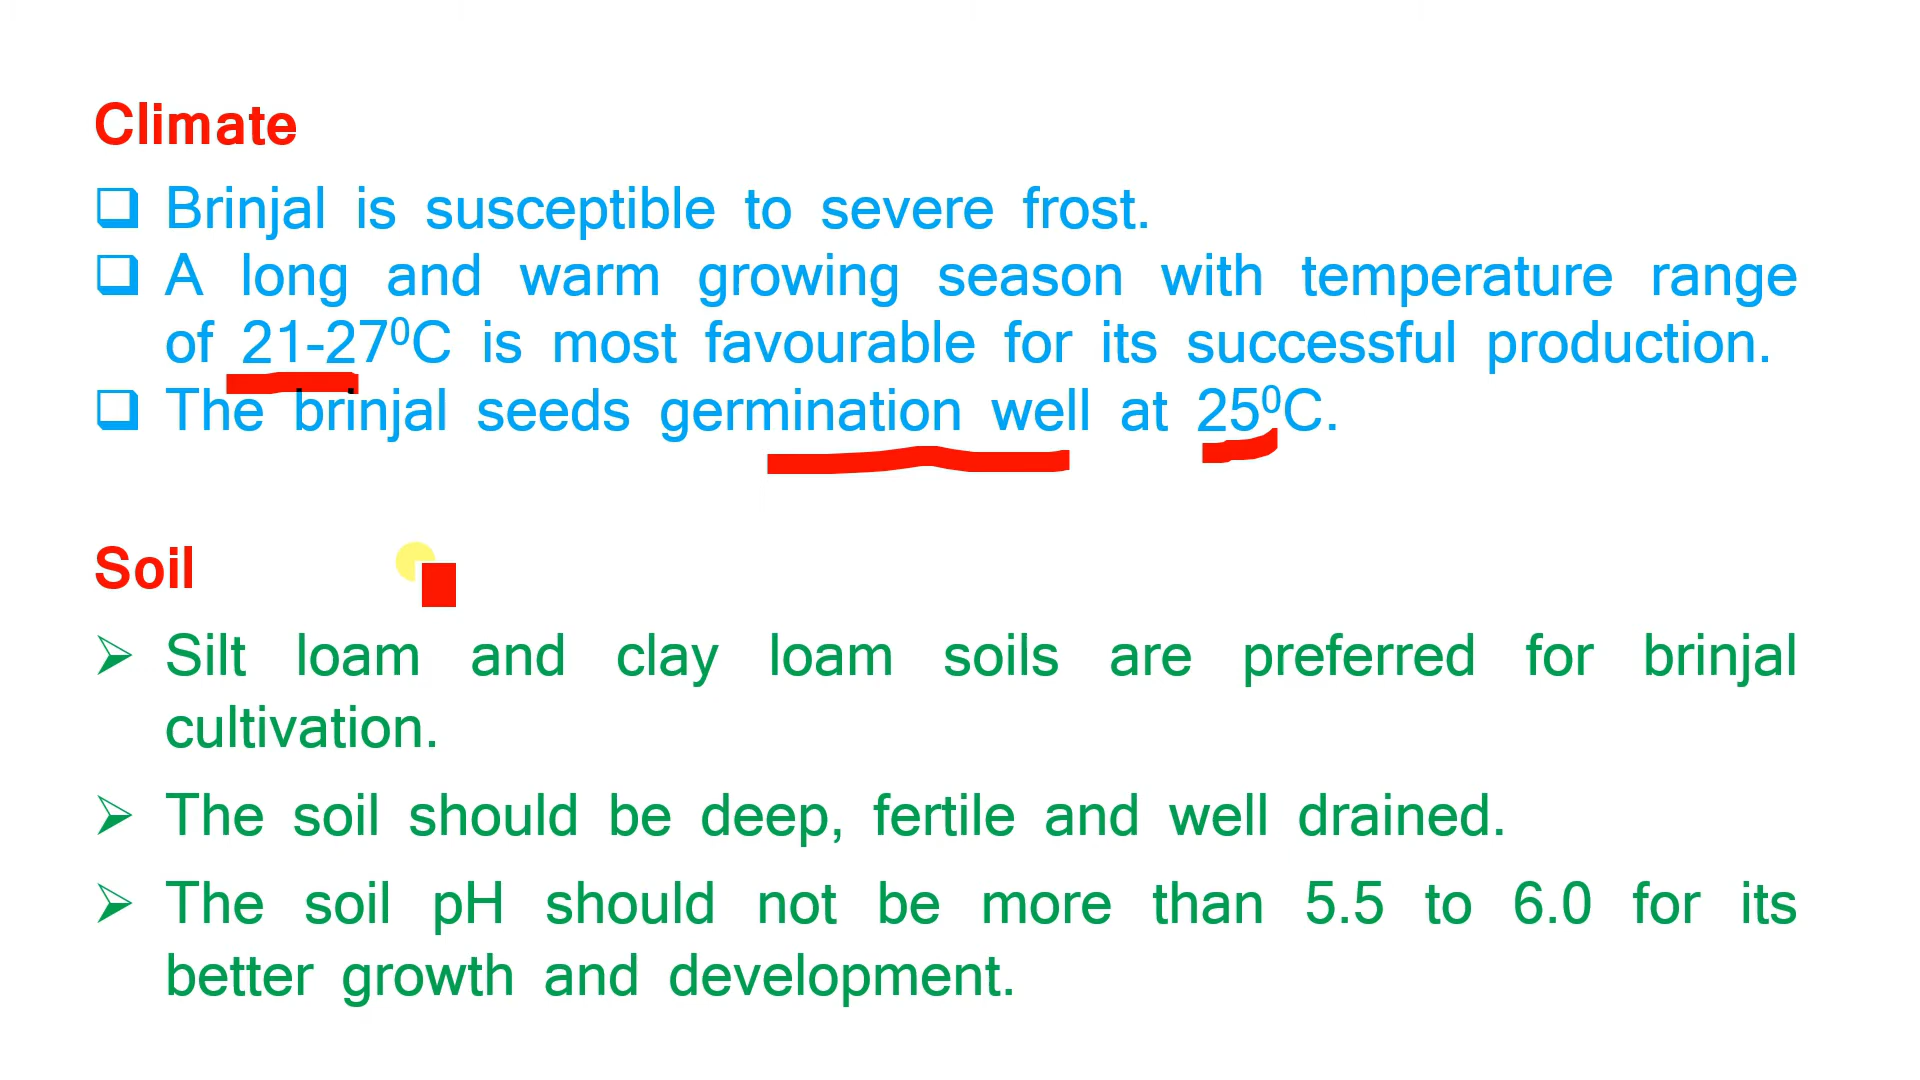 Climate
Brinjal is susceptible to severe frost.
A long and warm growing season with temperature range
of 21-27⁰C is most favourable for its successful production.
The brinjal seeds germination well at 25⁰C.
Soil
Silt loam and clay loam soils are preferred for brinjal
cultivation.
The soil should be deep, fertile and well drained.
The soil pH should not be more than 5.5 to 6.0 for its
better growth and development.